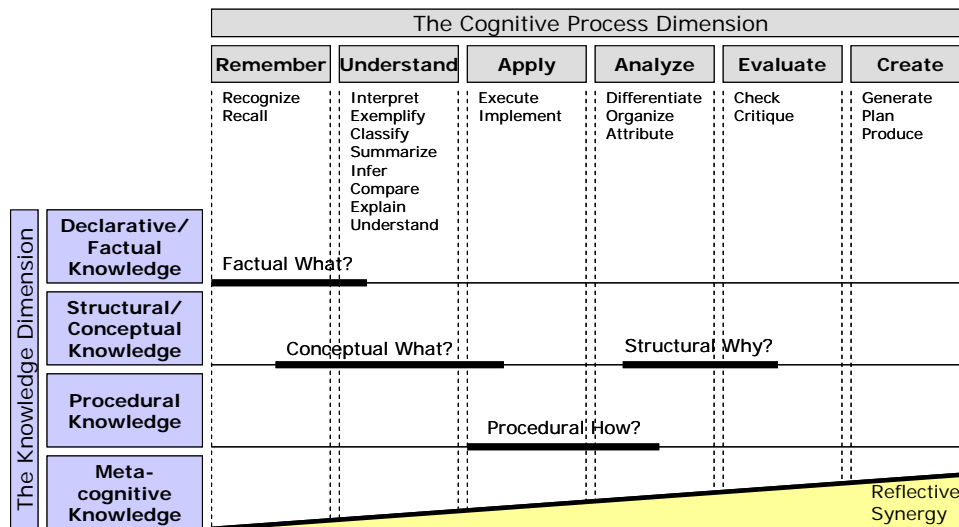 The Cognitive Process Dimension
Remember
Understand
Apply
Analyze
Evaluate
Create
Recognize
Recall
Interpret
Exemplify
Classify
Summarize
Infer
Compare
Explain
Understand
Execute
Implement
Differentiate
Organize
Attribute
Check
Critique
Generate
Plan
Produce
The Knowledge Dimension
Declarative/
Factual
Knowledge
Factual What?
Structural/
Conceptual
Knowledge
Conceptual What?
Structural Why?
Procedural
Knowledge
Procedural How?
Meta-
cognitive
Knowledge
Reflective
Synergy